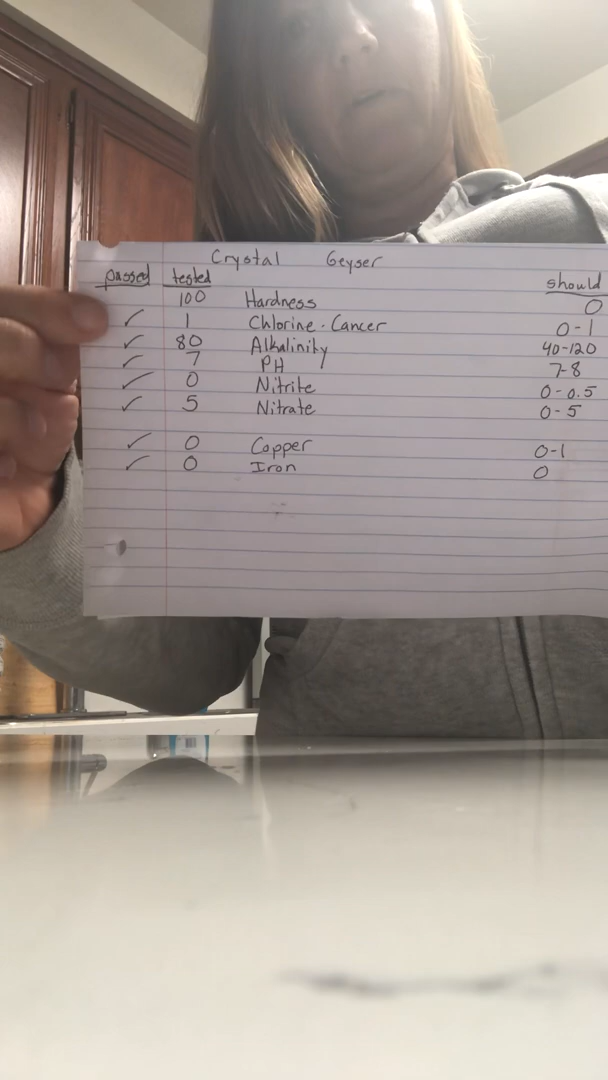 Crystal Geyser
passed tested should
100 Hardness 0
✓ 1 Chlorine · Cancer 0-1
✓ 80 Alkalinity 40-120
✓ 7 PH 7-8
✓ 0 Nitrite 0-0.5
✓ 5 Nitrate 0-5
✓ 0 Copper 0-1
✓ 0 Iron 0